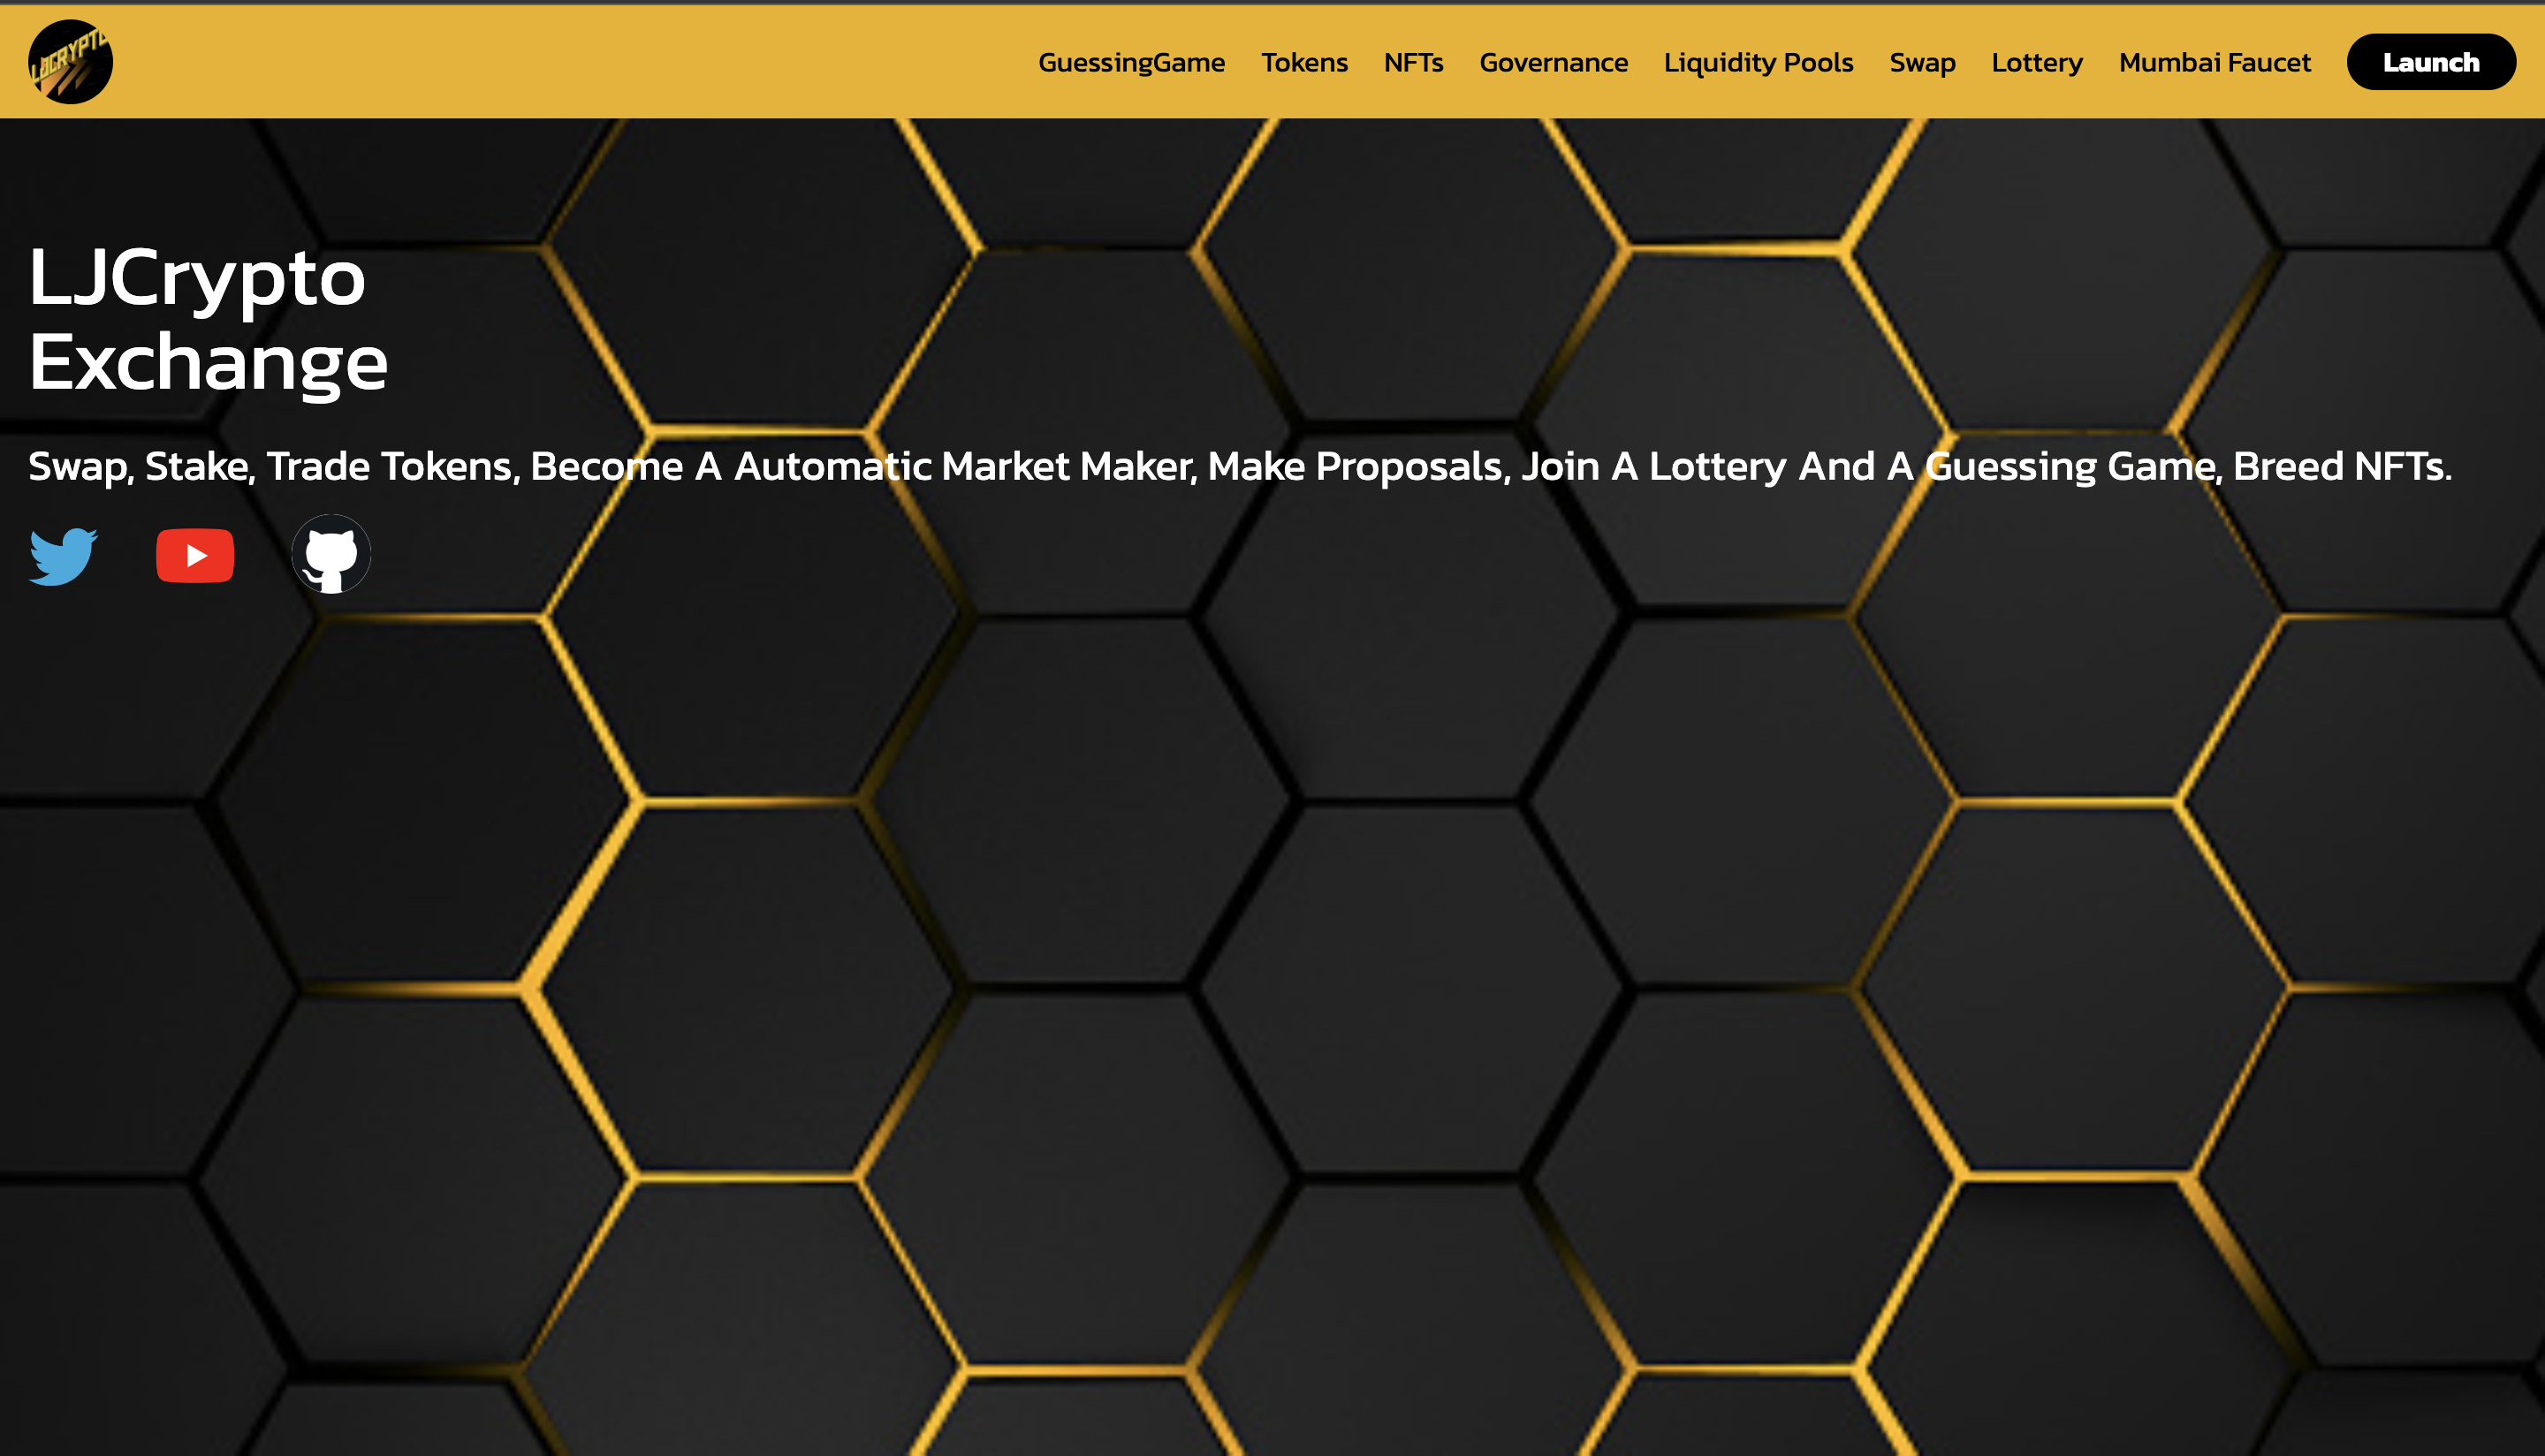 LJCRYPTO
GuessingGame Tokens NFTs Governance Liquidity Pools Swap Lottery Mumbai Faucet Launch
LJCrypto
Exchange
Swap, Stake, Trade Tokens, Become A Automatic Market Maker, Make Proposals, Join A Lottery And A Guessing Game, Breed NFTs.